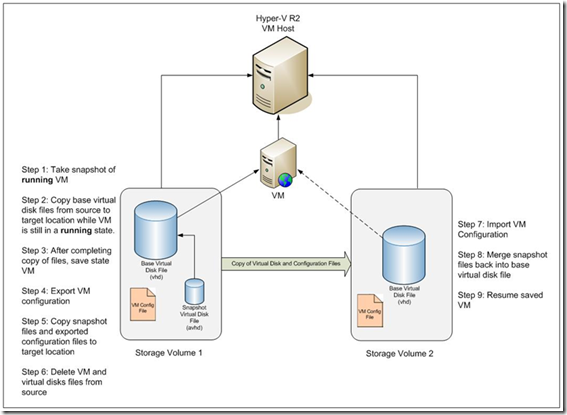 Hyper-V R2
VM Host
VM
Step 1: Take snapshot of
running VM
Step 2: Copy base virtual
disk files from source to
target location while VM
is still in a running state.
Step 3: After completing
copy of files, save state
VM
Step 4: Export VM
configuration
Step 5: Copy snapshot
files and exported
configuration files to
target location
Step 6: Delete VM and
virtual disks files from
source
Base Virtual
Disk File
(vhd)
VM Config
File
Snapshot
Virtual Disk
File
(avhd)
Storage Volume 1
Copy of Virtual Disk and Configuration Files
Base Virtual
Disk File
(vhd)
VM Config
File
Storage Volume 2
Step 7: Import VM
Configuration
Step 8: Merge snapshot
files back into base
virtual disk file
Step 9: Resume saved
VM